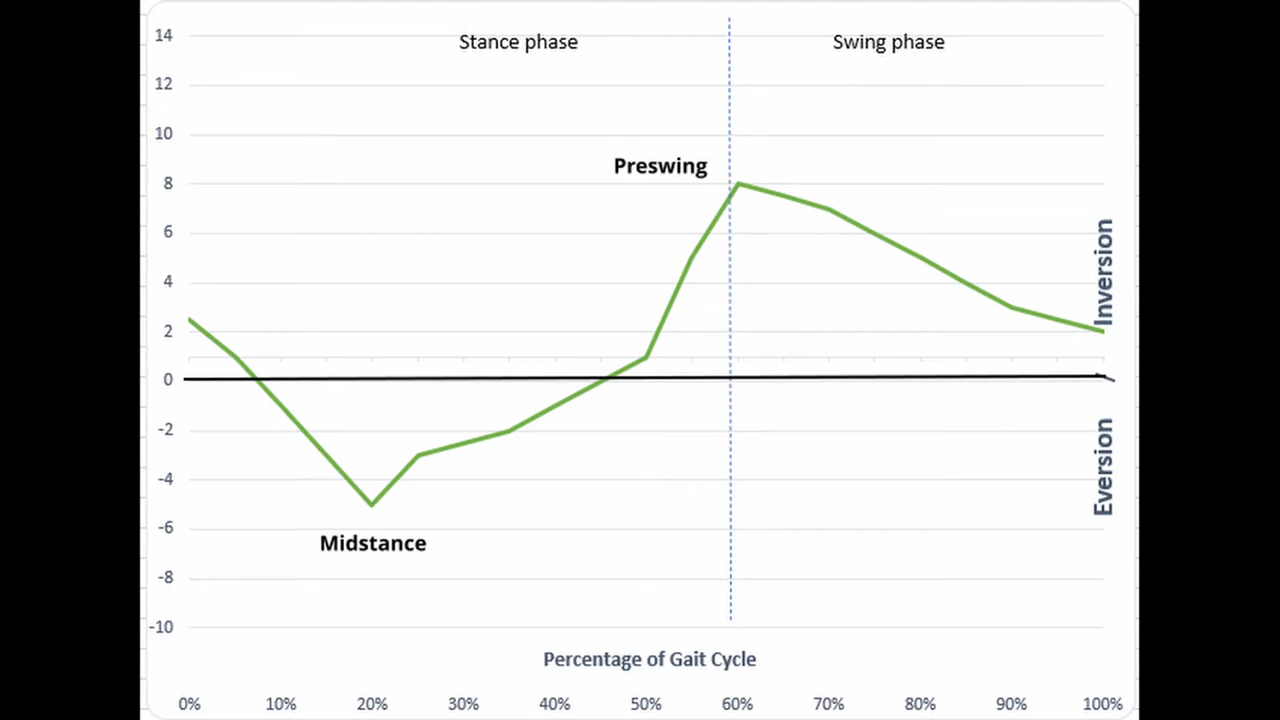 Stance phase
Swing phase
14
12
10
8
6
4
2
0
-2
-4
-6
-8
-10
Preswing
Midstance
Inversion
Eversion
Percentage of Gait Cycle
0% 10% 20% 30% 40% 50% 60% 70% 80% 90% 100%